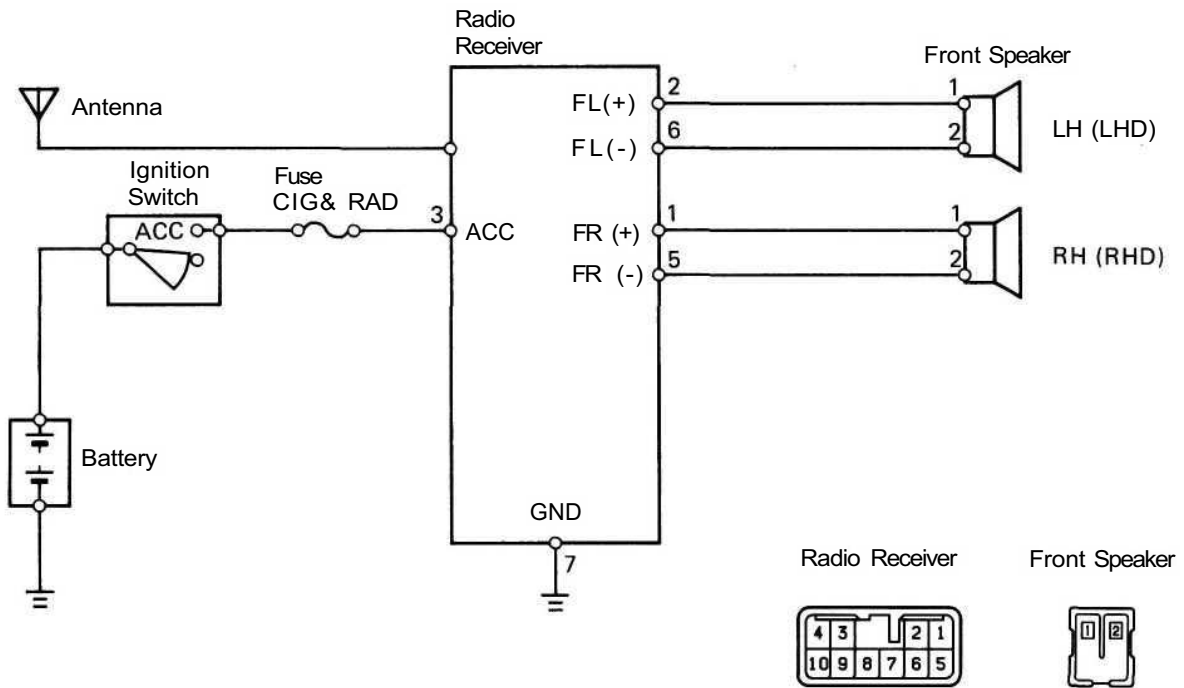 Radio
Receiver
Front Speaker
Antenna
FL(+)
2
1
LH (LHD)
FL(-)
6
2
Ignition
Switch
Fuse
CIG& RAD
ACC
3
ACC
FR (+)
1
1
RH (RHD)
FR (-)
5
2
Battery
GND
7
Radio Receiver
Front Speaker
4 3 2 1
10 9 8 7 6 5
1 2